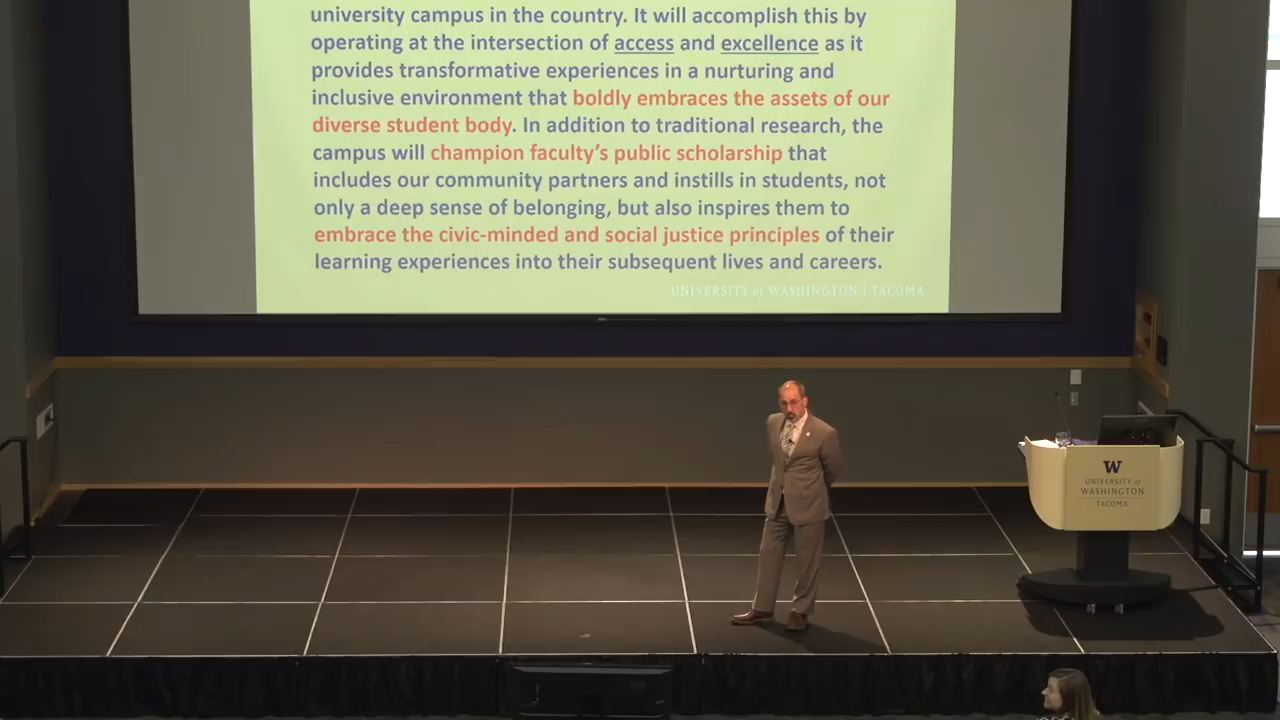 university campus in the country. It will accomplish this by
operating at the intersection of access and excellence as it
provides transformative experiences in a nurturing and
inclusive environment that boldly embraces the assets of our
diverse student body. In addition to traditional research, the
campus will champion faculty's public scholarship that
includes our community partners and instills in students, not
only a deep sense of belonging, but also inspires them to
embrace the civic-minded and social justice principles of their
learning experiences into their subsequent lives and careers.
UNIVERSITY of WASHINGTON | TACOMA
W
UNIVERSITY of
WASHINGTON
TACOMA